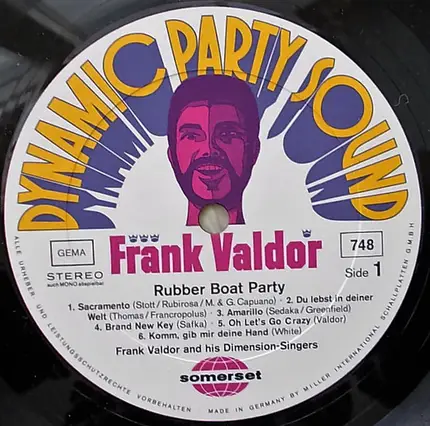 DYNAMIC PARTY SOUND
Frank Valdor
GEMA
STEREO
auch MONO abspielbar
748
Side 1
Rubber Boat Party
1. Sacramento (Stott / Rubirosa / M. & G. Capuano) - 2. Du lebst in deiner
Welt (Thomas / Francropolus) - 3. Amarillo (Sedaka / Greenfield)
4. Brand New Key (Safka) - 5. Oh Let's Go Crazy (Valdor)
6. Komm, gib mir deine Hand (White)
Frank Valdor and his Dimension-Singers
somerset
ALLE URHEBER- UND LEISTUNGSSCHUTZRECHTE VORBEHALTEN
MADE IN GERMANY BY MILLER INTERNATIONAL SCHALLPLATTEN G.M.B.H.